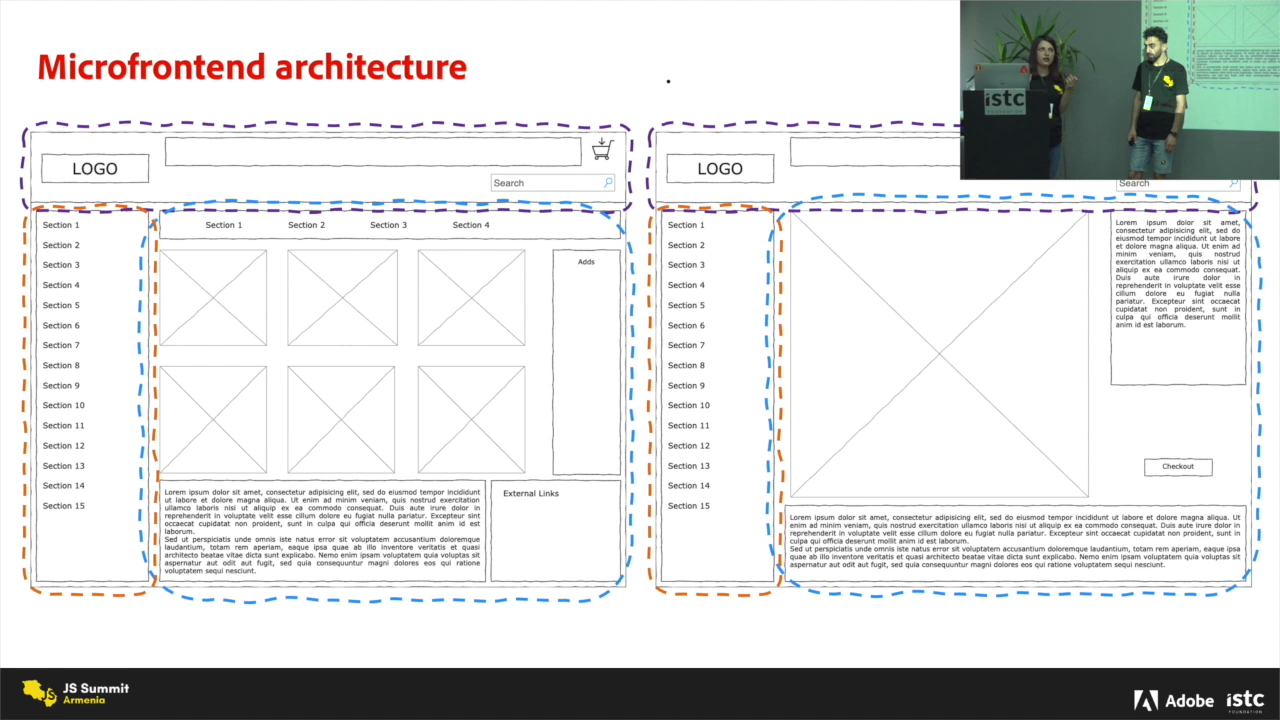 Microfrontend architecture
LOGO
Search
Section 1
Section 2
Section 3
Section 4
Section 5
Section 6
Section 7
Section 8
Section 9
Section 10
Section 11
Section 12
Section 13
Section 14
Section 15
Section 1 Section 2 Section 3 Section 4
Adds
Lorem ipsum dolor sit amet, consectetur adipisicing elit, sed do eiusmod tempor incididunt
ut labore et dolore magna aliqua. Ut enim ad minim veniam, quis nostrud exercitation
ullamco laboris nisi ut aliquip ex ea commodo consequat. Duis aute irure dolor in
reprehenderit in voluptate velit esse cillum dolore eu fugiat nulla pariatur. Excepteur sint
occaecat cupidatat non proident, sunt in culpa qui officia deserunt mollit anim id est
laborum.
Sed ut perspiciatis unde omnis iste natus error sit voluptatem accusantium doloremque
laudantium, totam rem aperiam, eaque ipsa quae ab illo inventore veritatis et quasi
architecto beatae vitae dicta sunt explicabo. Nemo enim ipsam voluptatem quia voluptas sit
aspernatur aut odit aut fugit, sed quia consequuntur magni dolores eos qui ratione
voluptatem sequi nesciunt.
External Links
LOGO
Search
Section 1
Section 2
Section 3
Section 4
Section 5
Section 6
Section 7
Section 8
Section 9
Section 10
Section 11
Section 12
Section 13
Section 14
Section 15
Lorem ipsum dolor sit amet,
consectetur adipisicing elit, sed do
eiusmod tempor incididunt ut labore
et dolore magna aliqua. Ut enim ad
minim veniam, quis nostrud
exercitation ullamco laboris nisi ut
aliquip ex ea commodo consequat.
Duis aute irure dolor in
reprehenderit in voluptate velit esse
cillum dolore eu fugiat nulla
pariatur. Excepteur sint occaecat
cupidatat non proident, sunt in
culpa qui officia deserunt mollit
anim id est laborum.
Checkout
Lorem ipsum dolor sit amet, consectetur adipisicing elit, sed do eiusmod tempor incididunt ut labore et dolore magna aliqua. Ut
enim ad minim veniam, quis nostrud exercitation ullamco laboris nisi ut aliquip ex ea commodo consequat. Duis aute irure dolor in
reprehenderit in voluptate velit esse cillum dolore eu fugiat nulla pariatur. Excepteur sint occaecat cupidatat non proident, sunt in
culpa qui officia deserunt mollit anim id est laborum.
Sed ut perspiciatis unde omnis iste natus error sit voluptatem accusantium doloremque laudantium, totam rem aperiam, eaque ipsa
quae ab illo inventore veritatis et quasi architecto beatae vitae dicta sunt explicabo. Nemo enim ipsam voluptatem quia voluptas sit
aspernatur aut odit aut fugit, sed quia consequuntur magni dolores eos qui ratione voluptatem sequi nesciunt.
istc
JS
JS Summit
Armenia
Adobe
istc
FOUNDATION